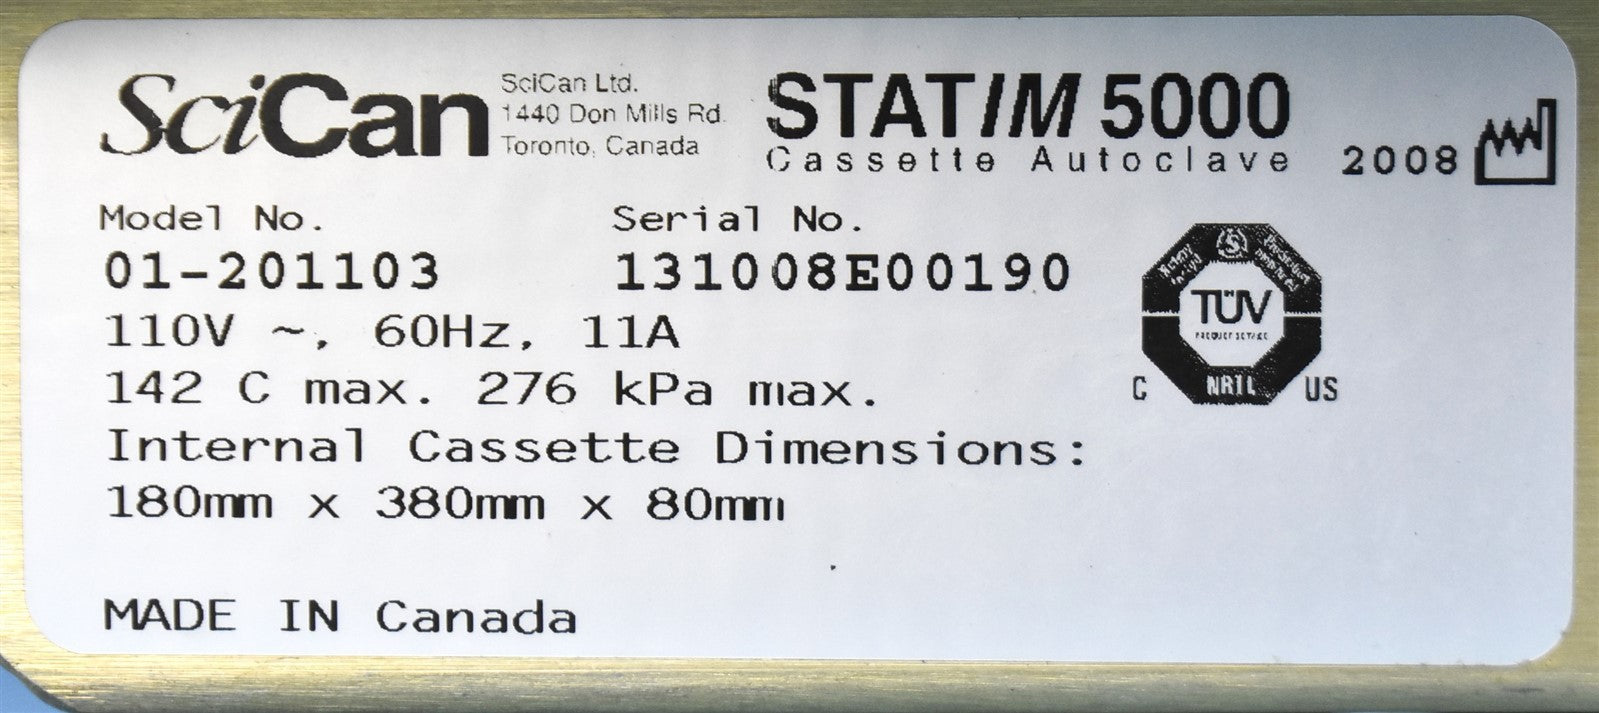 SciCan
SciCan Ltd.
1440 Don Mills Rd.
Toronto, Canada
STATIM 5000
Cassette Autoclave
2008
Model No.
01-201103
Serial No.
131008E00190
110V ~, 60Hz, 11A
142 C max. 276 kPa max.
Internal Cassette Dimensions:
180mm x 380mm x 80mm
MADE IN Canada
S
TÜV
PRODUCT SERVICE
C NRTL US